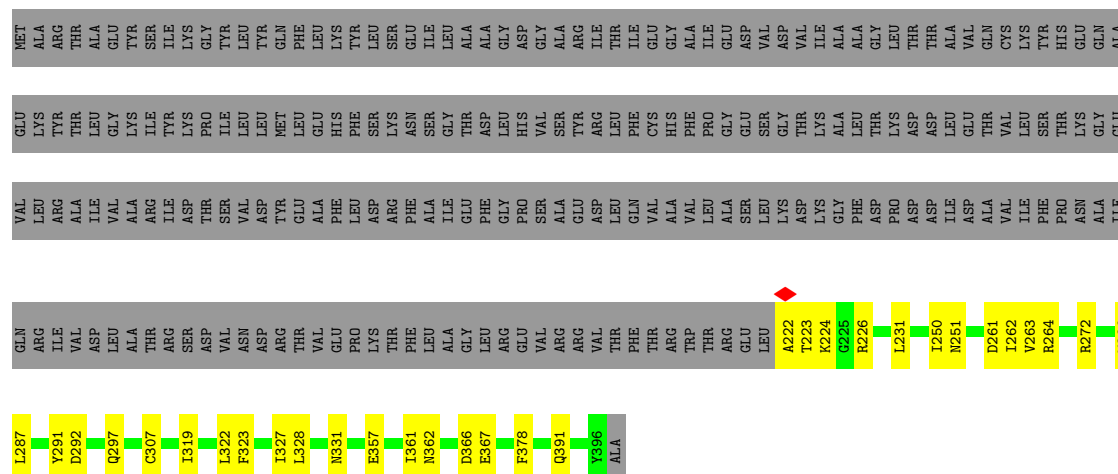 MET ALA ARG THR ALA GLU TYR SER ILE LYS GLY TYR LEU TYR GLN PHE LEU LYS TYR LEU SER GLU ILE LEU ALA ALA GLY ASP GLY ALA ARG ILE THR ILE GLU GLY ALA ILE GLU ASP VAL ASP VAL ILE ALA ALA GLY LEU THR THR ALA VAL GLN CYS LYS TYR HIS GLU GLN ALA
GLU LYS TYR THR LEU GLY LYS ILE TYR LYS PRO ILE LEU LEU MET LEU GLU HIS PHE SER LYS ASN SER GLY THR ASP LEU HIS VAL SER TYR ARG LEU PHE CYS HIS PHE PRO GLY GLU SER GLY THR LYS ALA LEU THR LYS ASP ASP LEU GLU THR VAL LEU SER THR LYS GLY GLU
VAL LEU ARG ALA ILE VAL ALA ARG ILE ASP THR SER VAL ASP TYR GLU ALA PHE LEU ASP ARG PHE ALA ILE GLU PHE GLY PRO SER ALA GLU ASP LEU GLN VAL ALA VAL LEU ALA SER LEU LYS ASP LYS GLY PHE ASP PRO ASP ASP ILE ASP ALA VAL ILE PHE PRO ASN ALA ILE
GLN ARG ILE VAL ASP LEU ALA THR ARG SER ASP VAL ASN ASP ARG THR VAL GLU PRO LYS THR PHE LEU ALA GLY LEU ARG GLU VAL ARG ARG VAL THR PHE THR ARG TRP THR ARG GLU LEU A222 T223 K224 G225 R226 L231 I250 N251 D261 I262 V263 R264 R272
L287 Y291 D292 Q297 C307 I319 L322 F323 I327 L328 N331 E357 I361 N362 D366 E367 F378 Q391 Y396 ALA